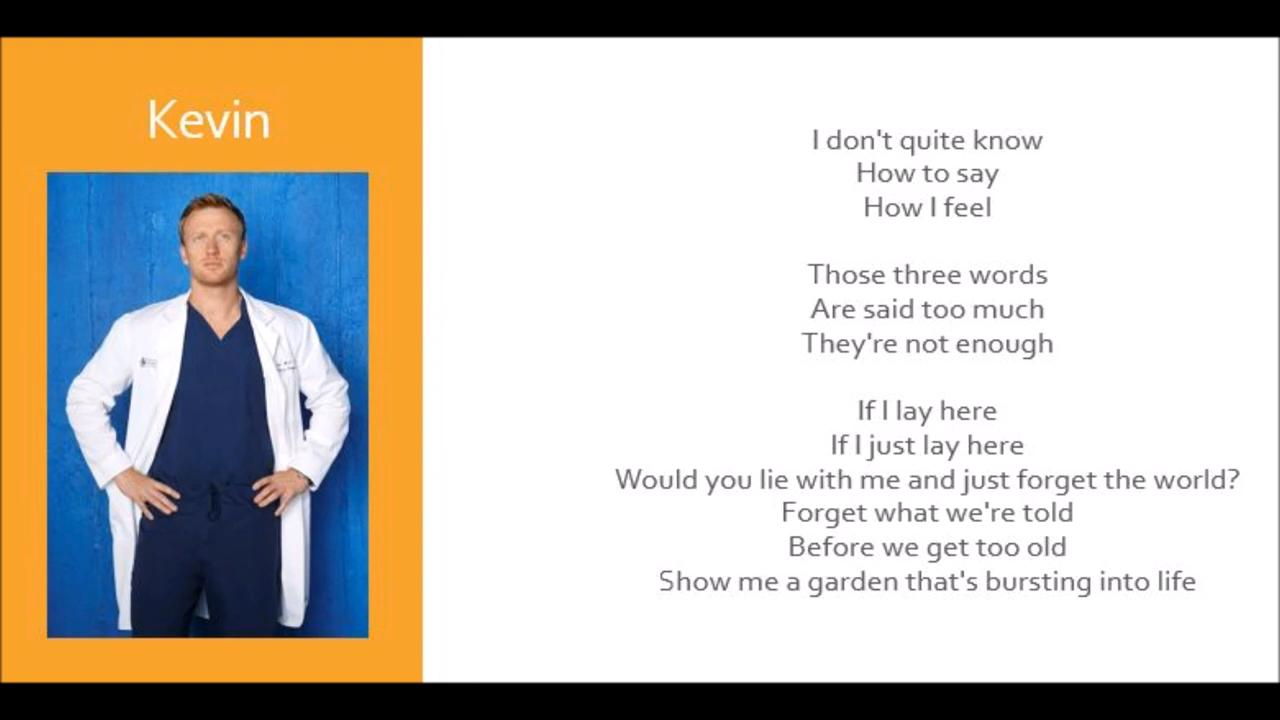 Kevin
I don't quite know
How to say
How I feel
Those three words
Are said too much
They're not enough
If I lay here
If I just lay here
Would you lie with me and just forget the world?
Forget what we're told
Before we get too old
Show me a garden that's bursting into life